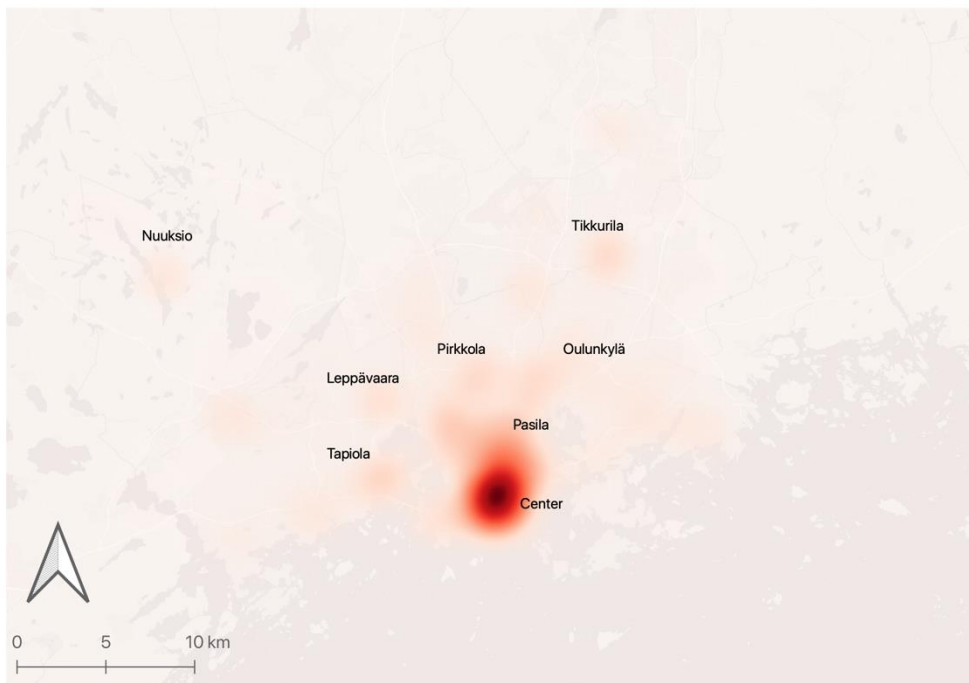 Tikkurila
Nuuksio
Pirkkola
Oulunkylä
Leppävaara
Pasila
Tapiola
Center
0 5 10 km